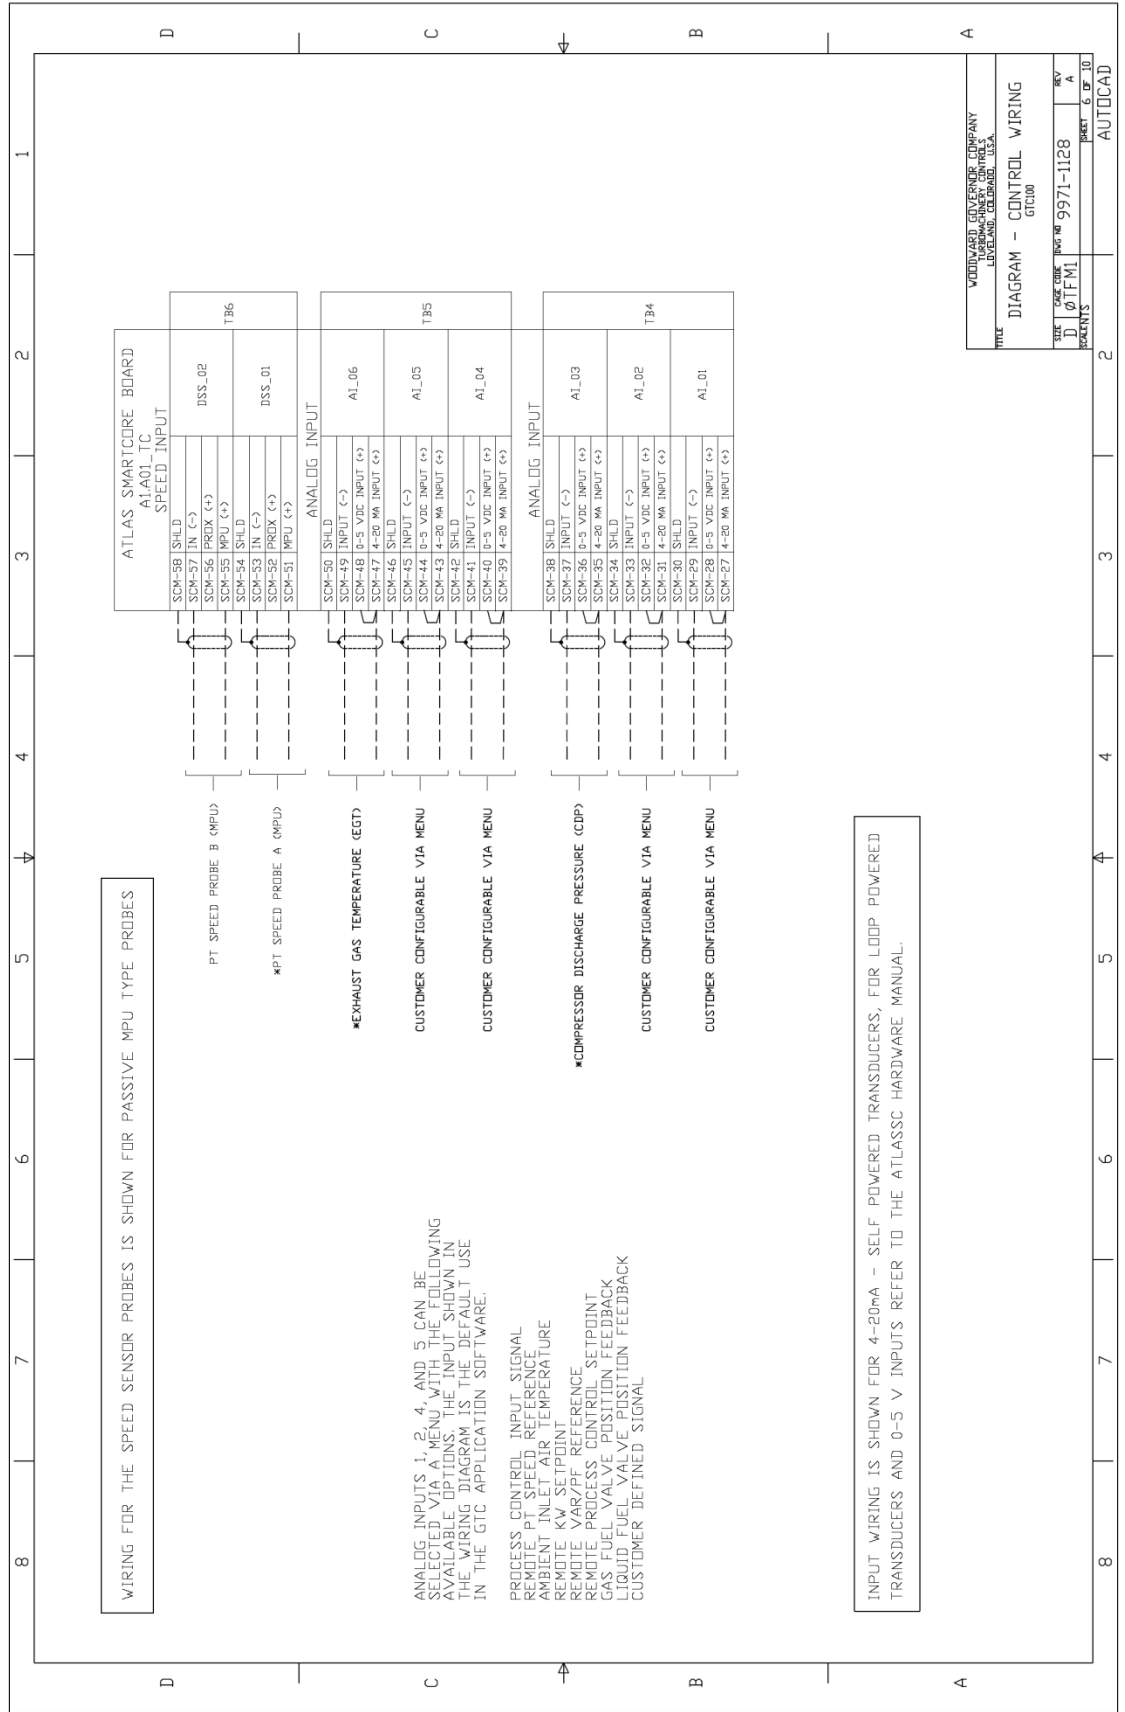 8
7
6
5
4
3
2
1
D
C
B
A
WIRING FOR THE SPEED SENSOR PROBES IS SHOWN FOR PASSIVE MPU TYPE PROBES
ATLAS SMARTCORE BOARD
A1.A01_TC
SPEED INPUT
PT SPEED PROBE B (MPU)
SCM-58 SHLD
SCM-57 IN (-)
SCM-56 PROX (+)
SCM-55 MPU (+)
DSS_02
*PT SPEED PROBE A (MPU)
SCM-54 SHLD
SCM-53 IN (-)
SCM-52 PROX (+)
SCM-51 MPU (+)
DSS_01
TB6
ANALOG INPUT
*EXHAUST GAS TEMPERATURE (EGT)
SCM-50 SHLD
SCM-49 INPUT (-)
SCM-48 0-5 VDC INPUT (+)
SCM-47 4-20 MA INPUT (+)
AI_06
CUSTOMER CONFIGURABLE VIA MENU
SCM-46 SHLD
SCM-45 INPUT (-)
SCM-44 0-5 VDC INPUT (+)
SCM-43 4-20 MA INPUT (+)
AI_05
CUSTOMER CONFIGURABLE VIA MENU
SCM-42 SHLD
SCM-41 INPUT (-)
SCM-40 0-5 VDC INPUT (+)
SCM-39 4-20 MA INPUT (+)
AI_04
TB5
ANALOG INPUT
*COMPRESSOR DISCHARGE PRESSURE (CDP)
SCM-38 SHLD
SCM-37 INPUT (-)
SCM-36 0-5 VDC INPUT (+)
SCM-35 4-20 MA INPUT (+)
AI_03
CUSTOMER CONFIGURABLE VIA MENU
SCM-34 SHLD
SCM-33 INPUT (-)
SCM-32 0-5 VDC INPUT (+)
SCM-31 4-20 MA INPUT (+)
AI_02
CUSTOMER CONFIGURABLE VIA MENU
SCM-30 SHLD
SCM-29 INPUT (-)
SCM-28 0-5 VDC INPUT (+)
SCM-27 4-20 MA INPUT (+)
AI_01
TB4
ANALOG INPUTS 1, 2, 4, AND 5 CAN BE
SELECTED VIA A MENU WITH THE FOLLOWING
AVAILABLE OPTIONS. THE INPUT SHOWN IN
THE WIRING DIAGRAM IS THE DEFAULT USE
IN THE GTC APPLICATION SOFTWARE.
PROCESS CONTROL INPUT SIGNAL
REMOTE PT SPEED REFERENCE
AMBIENT INLET AIR TEMPERATURE
REMOTE KW SETPOINT
REMOTE VAR/PF REFERENCE
REMOTE PROCESS CONTROL SETPOINT
GAS FUEL VALVE POSITION FEEDBACK
LIQUID FUEL VALVE POSITION FEEDBACK
CUSTOMER DEFINED SIGNAL
INPUT WIRING IS SHOWN FOR 4-20mA - SELF POWERED TRANSDUCERS, FOR LOOP POWERED
TRANSDUCERS AND 0-5 V INPUTS REFER TO THE ATLASSC HARDWARE MANUAL.
WOODWARD GOVERNOR COMPANY
TURBOMACHINERY CONTROLS
LOVELAND, COLORADO, U.S.A.
TITLE
DIAGRAM - CONTROL WIRING
GTC100
SIZE D
CAGE CODE ØTFM1
DWG NO 9971-1128
REV A
SCALE NTS
SHEET 6 OF 10
AUTOCAD
D
C
B
A
8
7
6
5
4
3
2